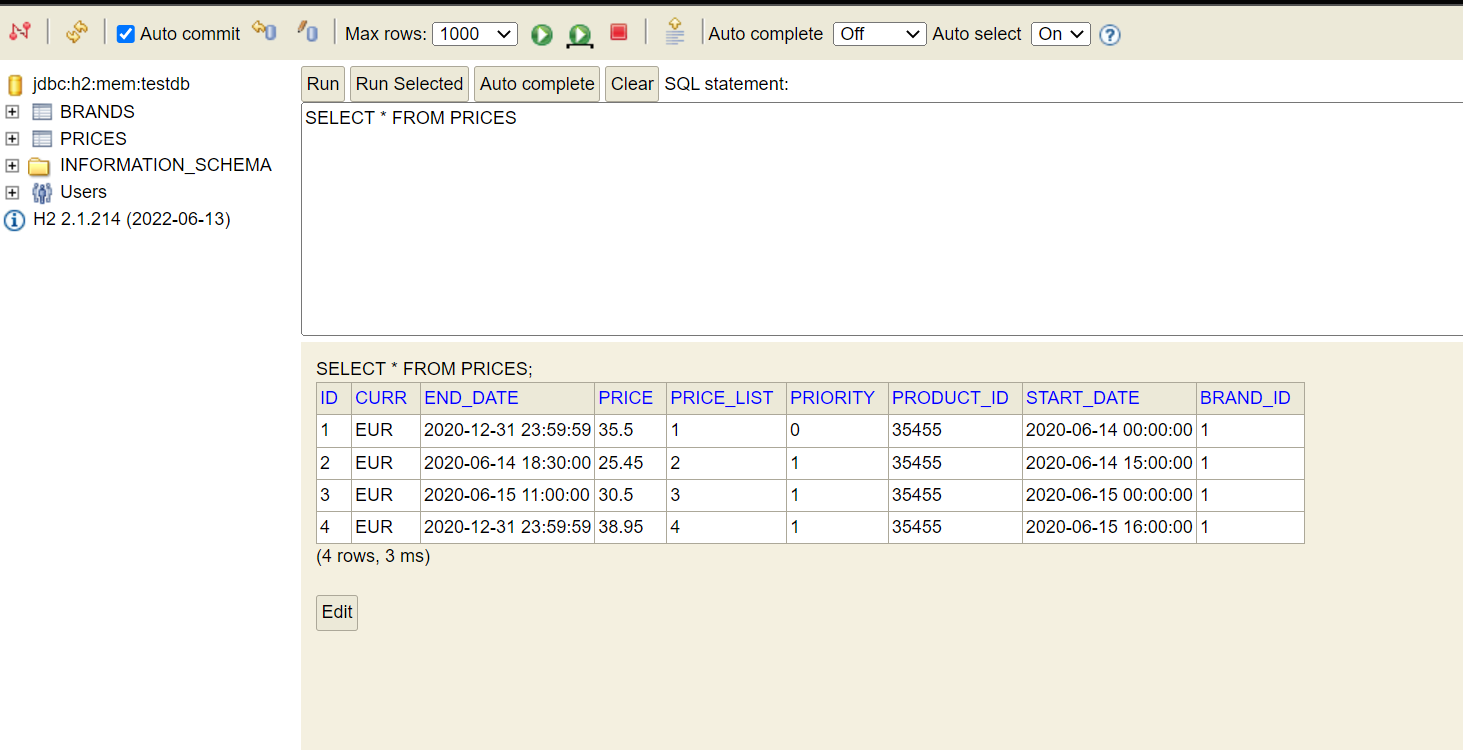 Auto commit Max rows: 1000 Auto complete Off Auto select On
jdbc:h2:mem:testdb
BRANDS
PRICES
INFORMATION_SCHEMA
Users
H2 2.1.214 (2022-06-13)
Run Run Selected Auto complete Clear SQL statement:
SELECT * FROM PRICES
SELECT * FROM PRICES;
ID CURR END_DATE PRICE PRICE_LIST PRIORITY PRODUCT_ID START_DATE BRAND_ID
1 EUR 2020-12-31 23:59:59 35.5 1 0 35455 2020-06-14 00:00:00 1
2 EUR 2020-06-14 18:30:00 25.45 2 1 35455 2020-06-14 15:00:00 1
3 EUR 2020-06-15 11:00:00 30.5 3 1 35455 2020-06-15 00:00:00 1
4 EUR 2020-12-31 23:59:59 38.95 4 1 35455 2020-06-15 16:00:00 1
(4 rows, 3 ms)
Edit